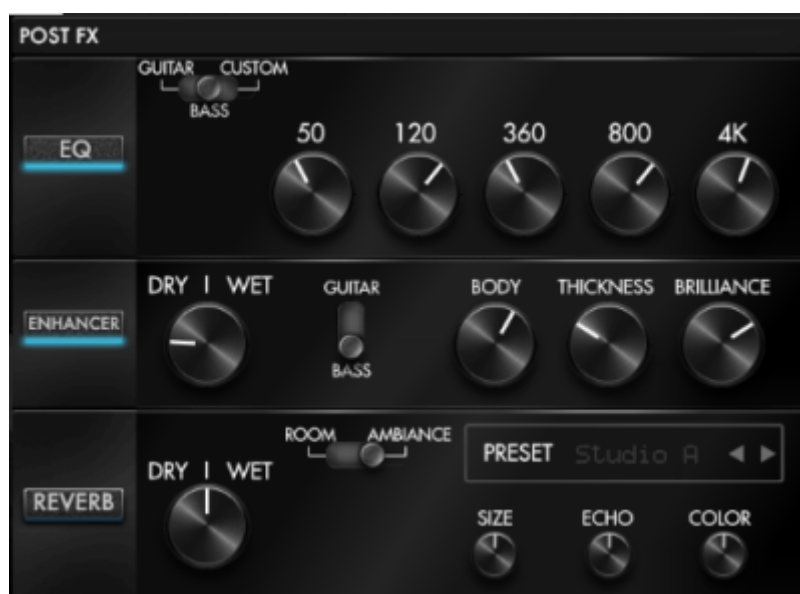 POST FX
GUITAR CUSTOM
BASS
EQ
50 120 360 800 4K
DRY | WET
GUITAR
BASS
BODY THICKNESS BRILLIANCE
ENHANCER
ROOM AMBIANCE
PRESET Studio A
DRY | WET
REVERB
SIZE ECHO COLOR